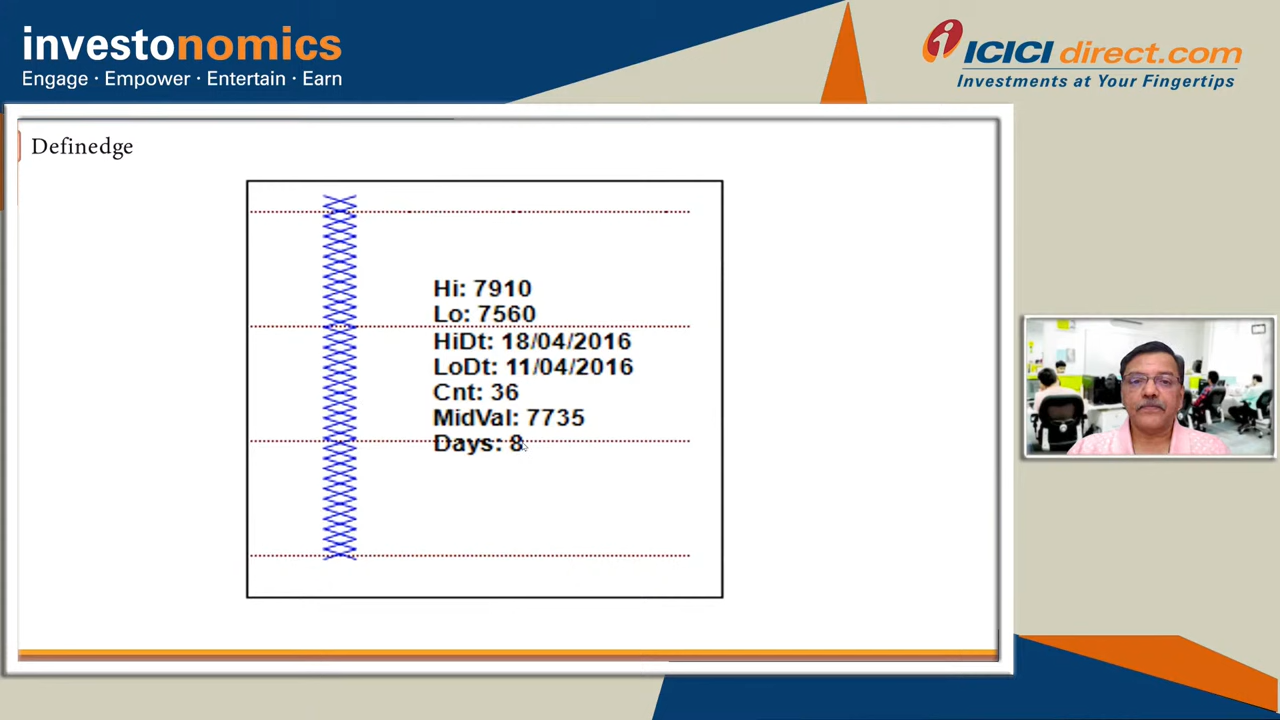 investonomics
Engage · Empower · Entertain · Earn
ICICI direct.com
Investments at Your Fingertips
Definedge
Hi: 7910
Lo: 7560
HiDt: 18/04/2016
LoDt: 11/04/2016
Cnt: 36
MidVal: 7735
Days: 8